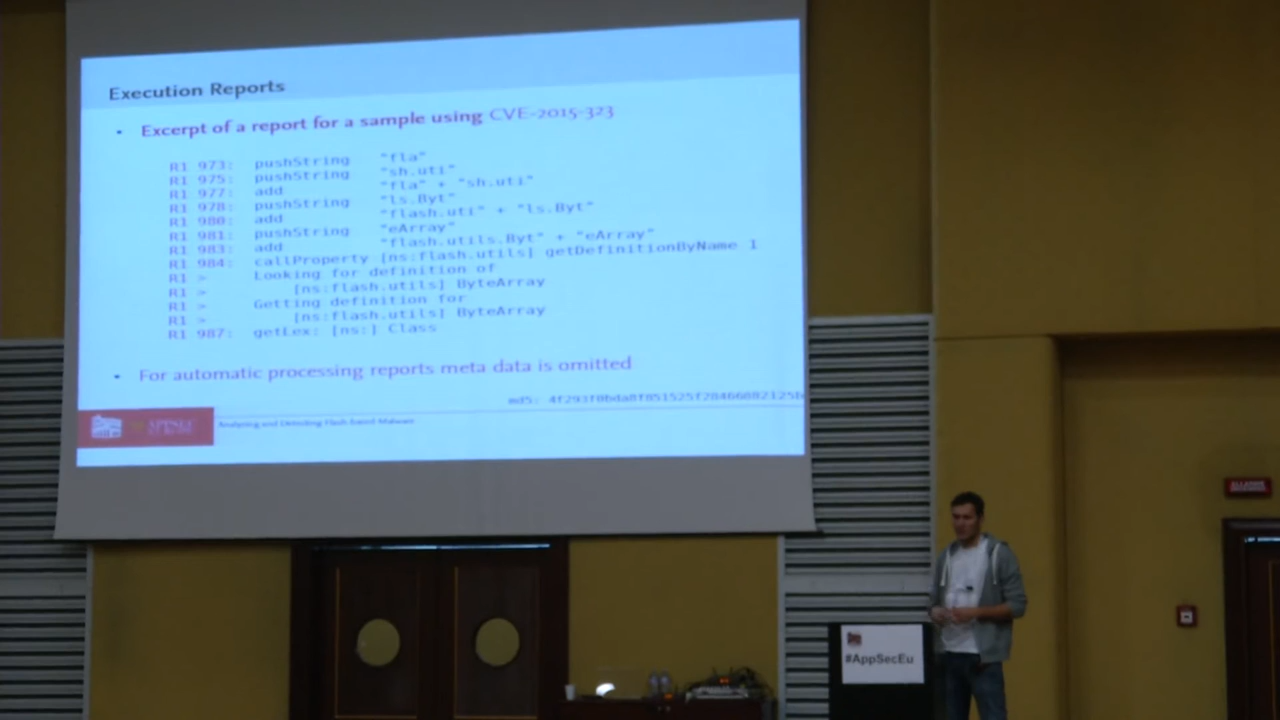 Execution Reports
• Excerpt of a report for a sample using CVE-2015-323
R1 973: pushString "fla"
R1 975: pushString "sh.uti"
R1 977: add "fla" + "sh.uti"
R1 978: pushString "ls.Byt"
R1 980: add "flash.uti" + "ls.Byt"
R1 981: pushString "eArray"
R1 983: add "flash.utils.Byt" + "eArray"
R1 984: callProperty [ns:flash.utils] getDefinitionByName 1
R1 > Looking for definition of
R1 > [ns:flash.utils] ByteArray
R1 > Getting definition for
R1 > [ns:flash.utils] ByteArray
R1 987: getLex: [ns:] Class
• For automatic processing reports meta data is omitted
md5:
Analyzing and Detecting Flash-based Malware
#AppSecEu